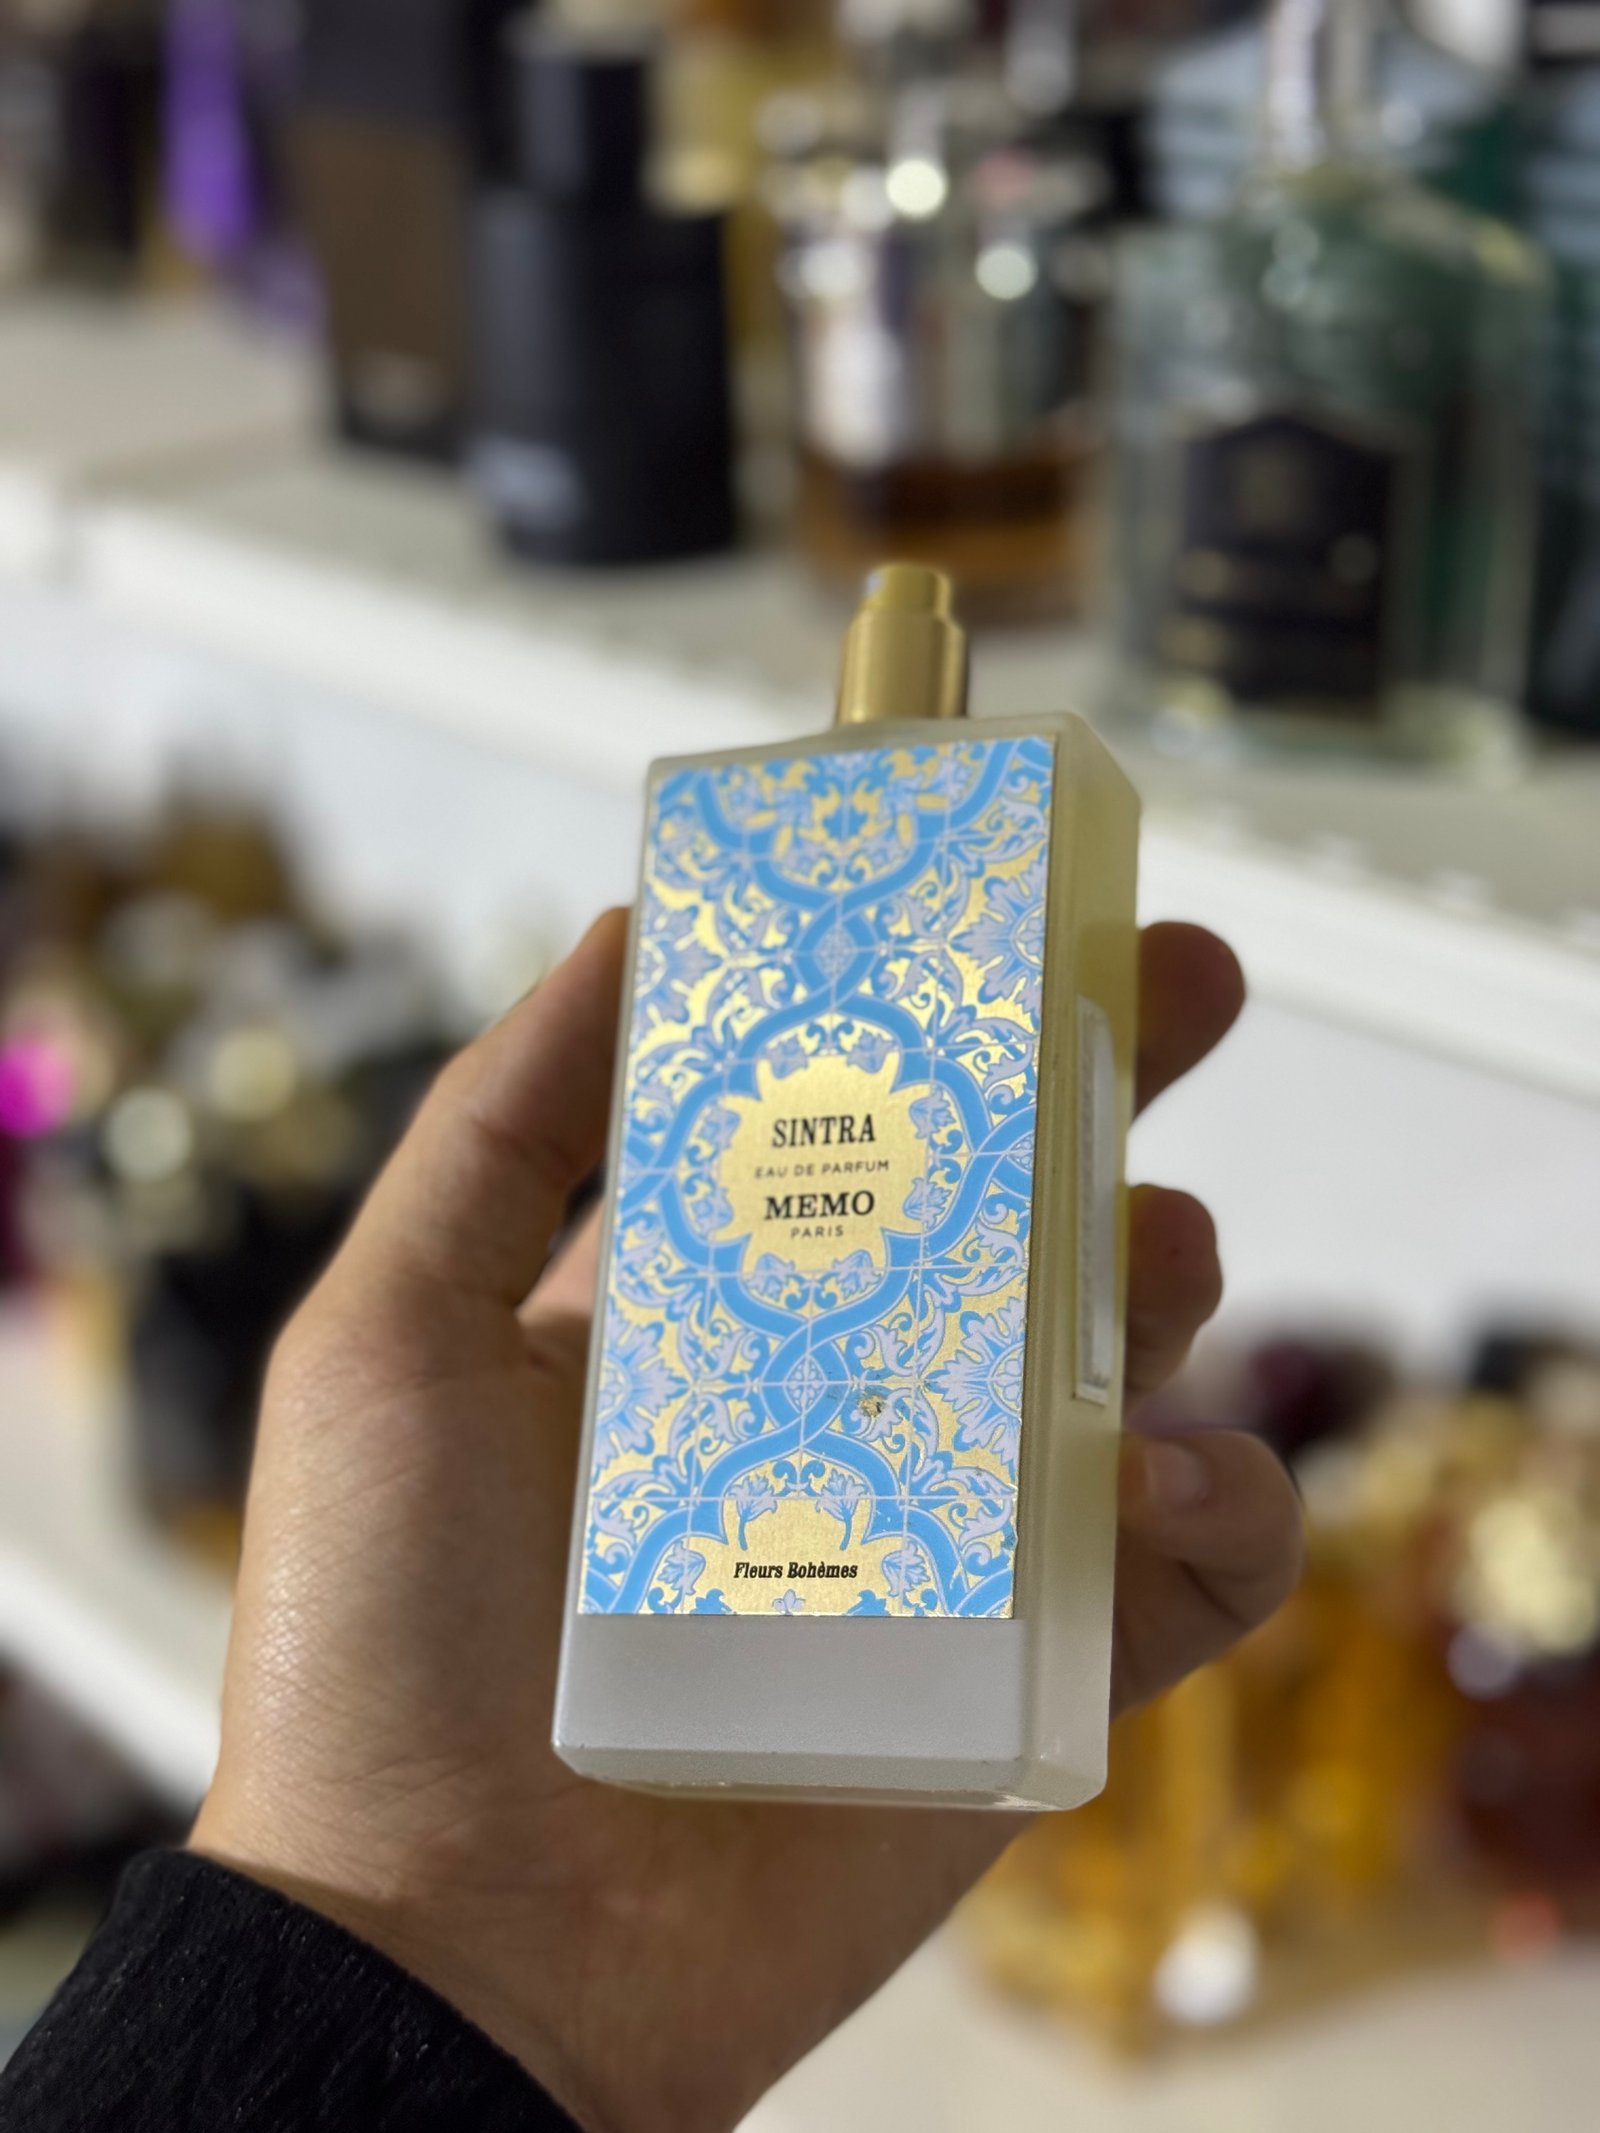 SINTRA
EAU DE PARFUM
MEMO
PARIS
Fleurs Bohèmes